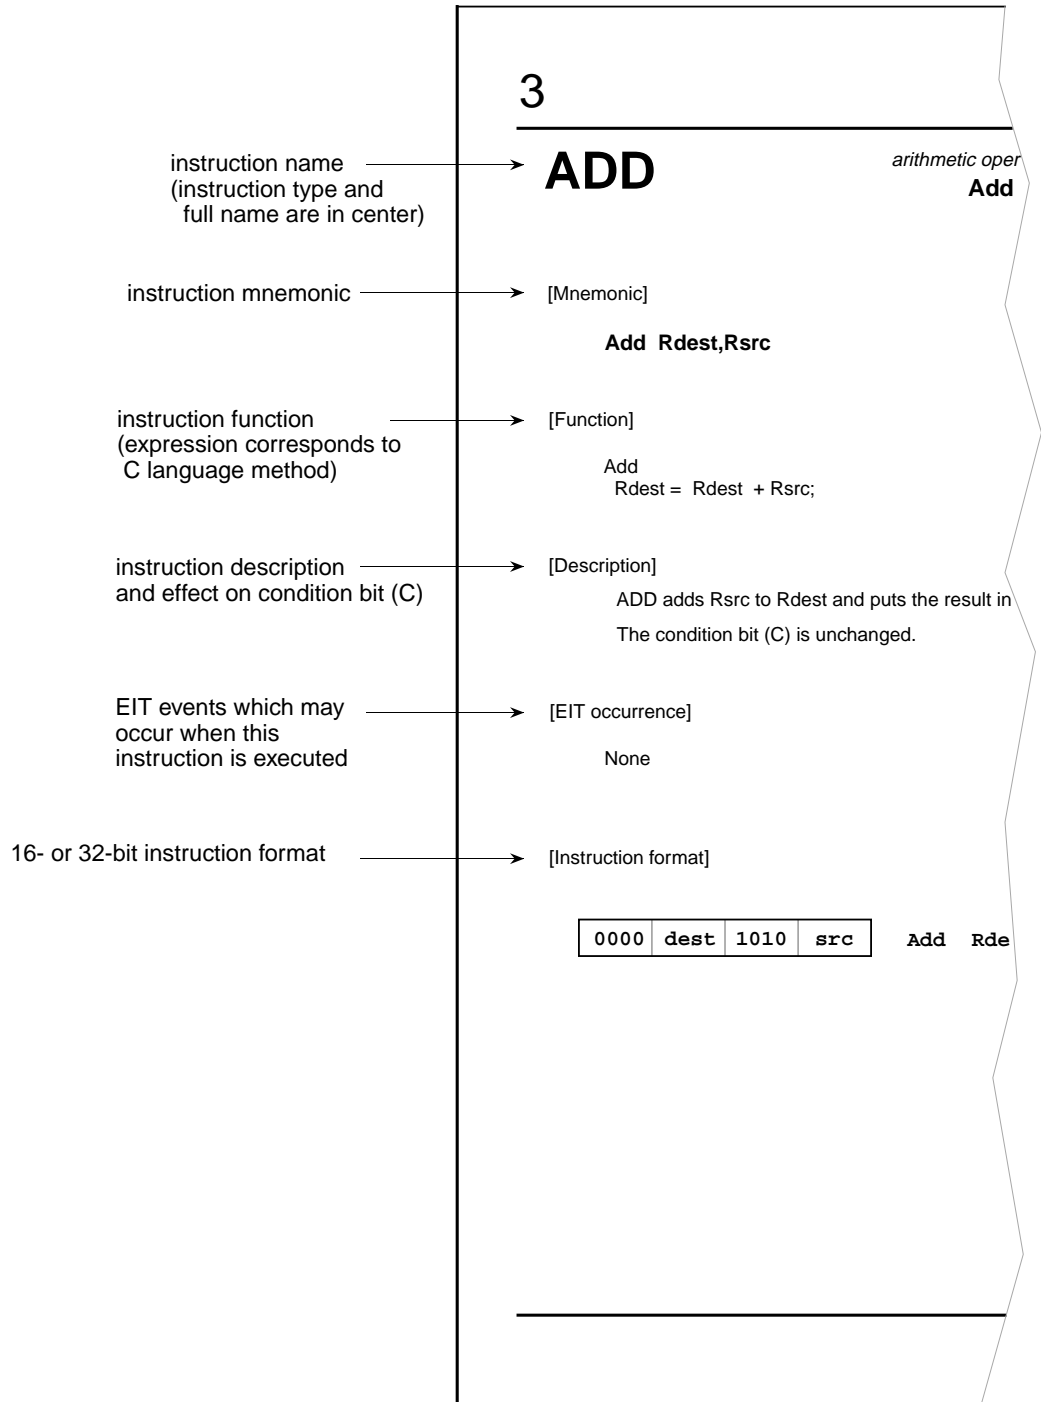 3
instruction name
(instruction type and
full name are in center)
ADD
arithmetic oper
Add
instruction mnemonic
[Mnemonic]
Add Rdest,Rsrc
instruction function
(expression corresponds to
C language method)
[Function]
Add
Rdest = Rdest + Rsrc;
instruction description
and effect on condition bit (C)
[Description]
ADD adds Rsrc to Rdest and puts the result in
The condition bit (C) is unchanged.
EIT events which may
occur when this
instruction is executed
[EIT occurrence]
None
16- or 32-bit instruction format
[Instruction format]
0000 dest 1010 src Add Rde